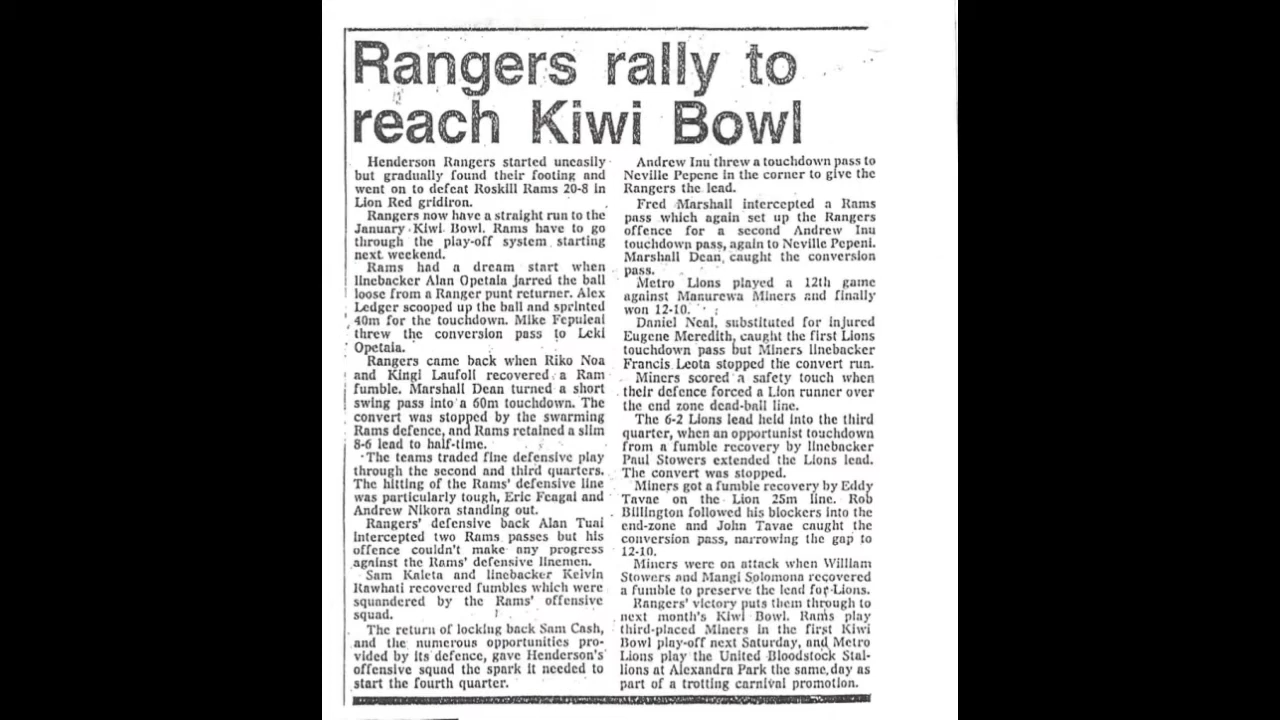 Rangers rally to
reach Kiwi Bowl
Henderson Rangers started uneasily
but gradually found their footing and
went on to defeat Roskill Rams 20-8 in
Lion Red gridiron.
Rangers now have a straight run to the
January Kiwi Bowl. Rams have to go
through the play-off system starting
next weekend.
Rams had a dream start when
linebacker Alan Opetaia jarred the ball
loose from a Ranger punt returner. Alex
Ledger scooped up the ball and sprinted
40m for the touchdown. Mike Fepuleai
threw the conversion pass to Leki
Opetaia.
Rangers came back when Riko Noa
and Kingi Laufoli recovered a Ram
fumble. Marshall Dean turned a short
swing pass into a 60m touchdown. The
convert was stopped by the swarming
Rams defence, and Rams retained a slim
8-6 lead to half-time.
The teams traded fine defensive play
through the second and third quarters.
The hitting of the Rams' defensive line
was particularly tough, Eric Feagai and
Andrew Nikora standing out.
Rangers' defensive back Alan Tuai
intercepted two Rams passes but his
offence couldn't make any progress
against the Rams' defensive linemen.
Sam Kaleta and linebacker Kelvin
Rawhati recovered fumbles which were
squandered by the Rams' offensive
squad.
The return of locking back Sam Cash,
and the numerous opportunities pro-
vided by its defence, gave Henderson's
offensive squad the spark it needed to
start the fourth quarter.
Andrew Inu threw a touchdown pass to
Neville Pepene in the corner to give the
Rangers the lead.
Fred Marshall intercepted a Rams
pass which again set up the Rangers
offence for a second Andrew Inu
touchdown pass, again to Neville Pepeni.
Marshall Dean caught the conversion
pass.
Metro Lions played a 12th game
against Manurewa Miners and finally
won 12-10.
Daniel Neal, substituted for injured
Eugene Meredith, caught the first Lions
touchdown pass but Miners linebacker
Francis Leota stopped the convert run.
Miners scored a safety touch when
their defence forced a Lion runner over
the end zone dead-ball line.
The 6-2 Lions lead held into the third
quarter, when an opportunist touchdown
from a fumble recovery by linebacker
Paul Stowers extended the Lions lead.
The convert was stopped.
Miners got a fumble recovery by Eddy
Tavae on the Lion 25m line. Rob
Billington followed his blockers into the
end-zone and John Tavae caught the
conversion pass, narrowing the gap to
12-10.
Miners were on attack when William
Stowers and Mangi Solomona recovered
a fumble to preserve the lead for Lions.
Rangers' victory puts them through to
next month's Kiwi Bowl. Rams play
third-placed Miners in the first Kiwi
Bowl play-off next Saturday, and Metro
Lions play the United Bloodstock Stal-
lions at Alexandra Park the same day as
part of a trotting carnival promotion.